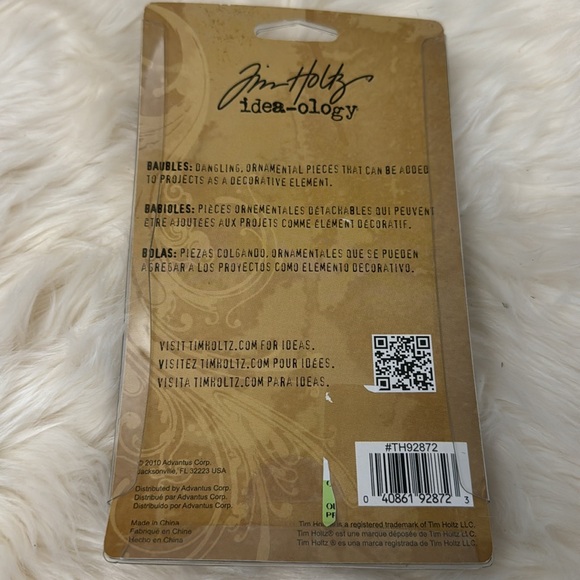 Tim Holtz
idea-ology
BAUBLES: DANGLING, ORNAMENTAL PIECES THAT CAN BE ADDED
TO PROJECTS AS A DECORATIVE ELEMENT.
BABIOLES: PIÈCES ORNEMENTALES DÉTACHABLES QUI PEUVENT
ÊTRE AJOUTÉES AUX PROJETS COMME ÉLÉMENT DÉCORATIF.
BOLAS: PIEZAS COLGANDO, ORNAMENTALES QUE SE PUEDEN
AGREGAR A LOS PROYECTOS COMO ELEMENTO DECORATIVO.
VISIT TIMHOLTZ.COM FOR IDEAS.
VISITEZ TIMHOLTZ.COM POUR IDÉES.
VISITA TIMHOLTZ.COM PARA IDEAS.
#TH92872
0 40861 92872 3
© 2010 Advantus Corp.
Jacksonville, FL 32223 USA
Distributed by Advantus Corp.
Distribué par Advantus Corp.
Distribuido por Advantus Corp.
Made in China
Fabriqué en Chine
Hecho en China
Tim Holtz® is a registered trademark of Tim Holtz LLC.
Tim Holtz® est une marque déposée de Tim Holtz LLC.
Tim Holtz® es una marca registrada de Tim Holtz LLC.